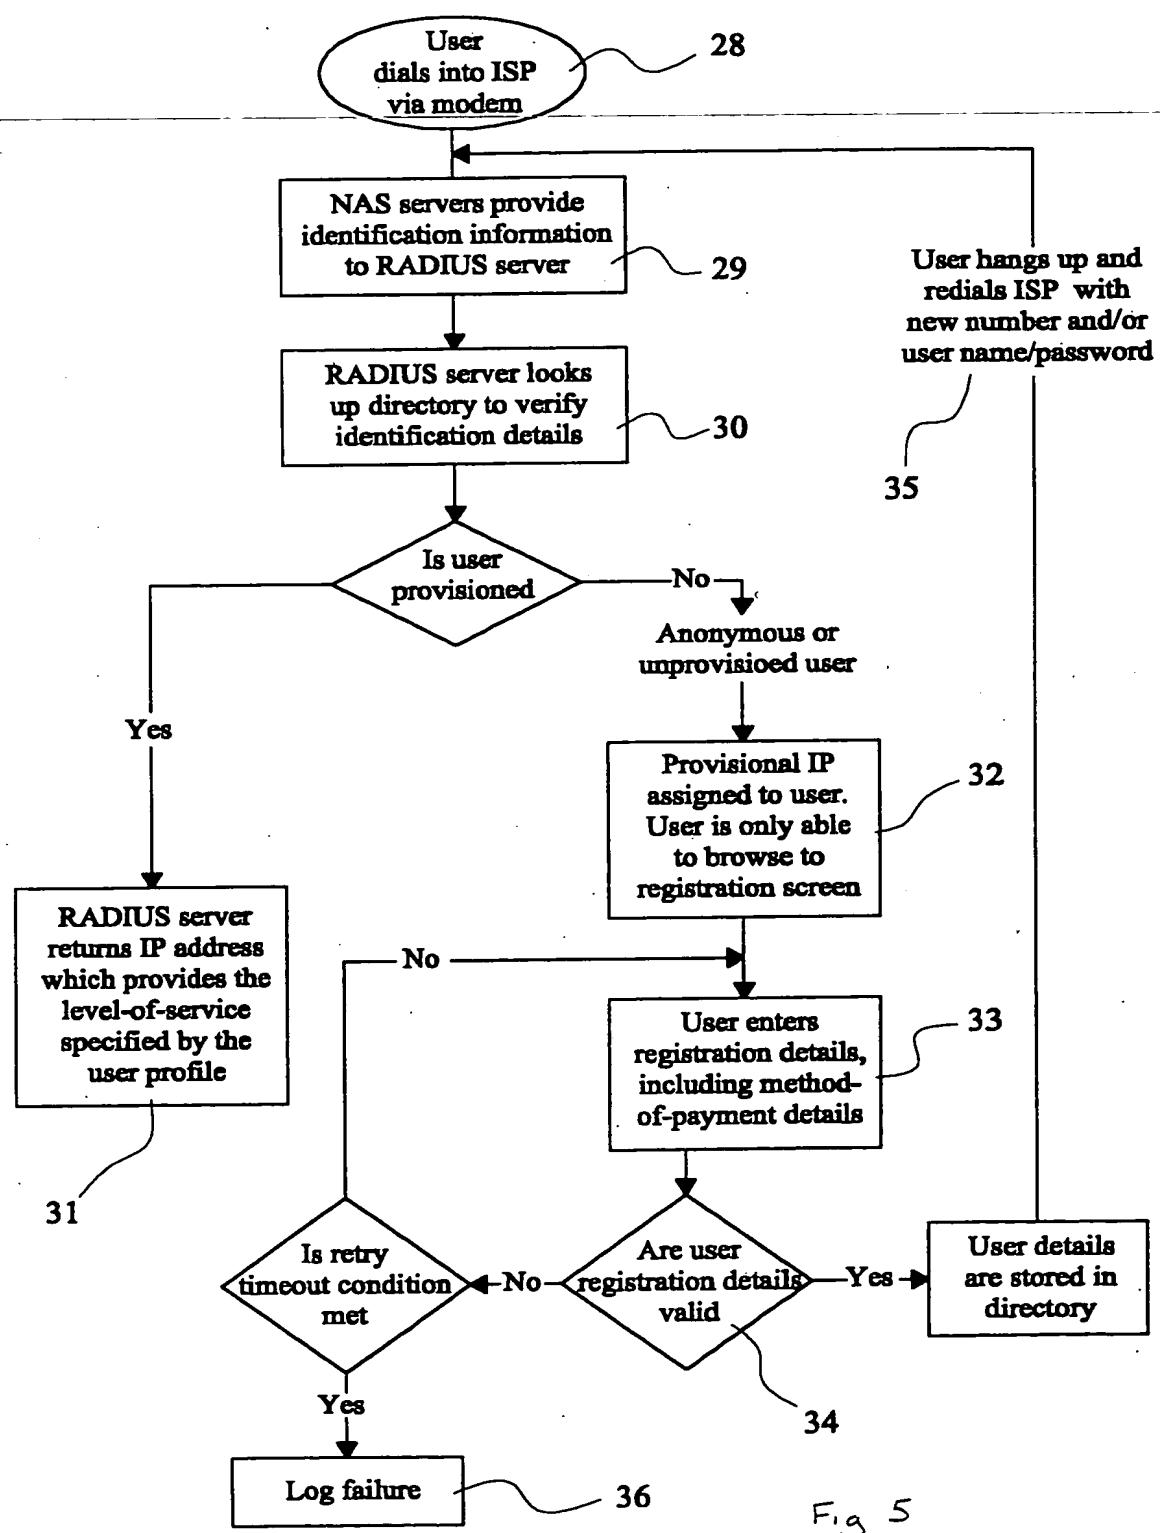 User
dials into ISP
via modem
28
NAS servers provide
identification information
to RADIUS server
29
User hangs up and
redials ISP with
new number and/or
user name/password
35
RADIUS server looks
up directory to verify
identification details
30
Is user
provisioned
No
Anonymous or
unprovisioed user
Yes
Provisional IP
assigned to user.
User is only able
to browse to
registration screen
32
RADIUS server
returns IP address
which provides the
level-of-service
specified by the
user profile
31
No
User enters
registration details,
including method-
of-payment details
33
Is retry
timeout condition
met
No
Are user
registration details
valid
34
Yes
User details
are stored in
directory
Yes
Log failure
36
Fig 5